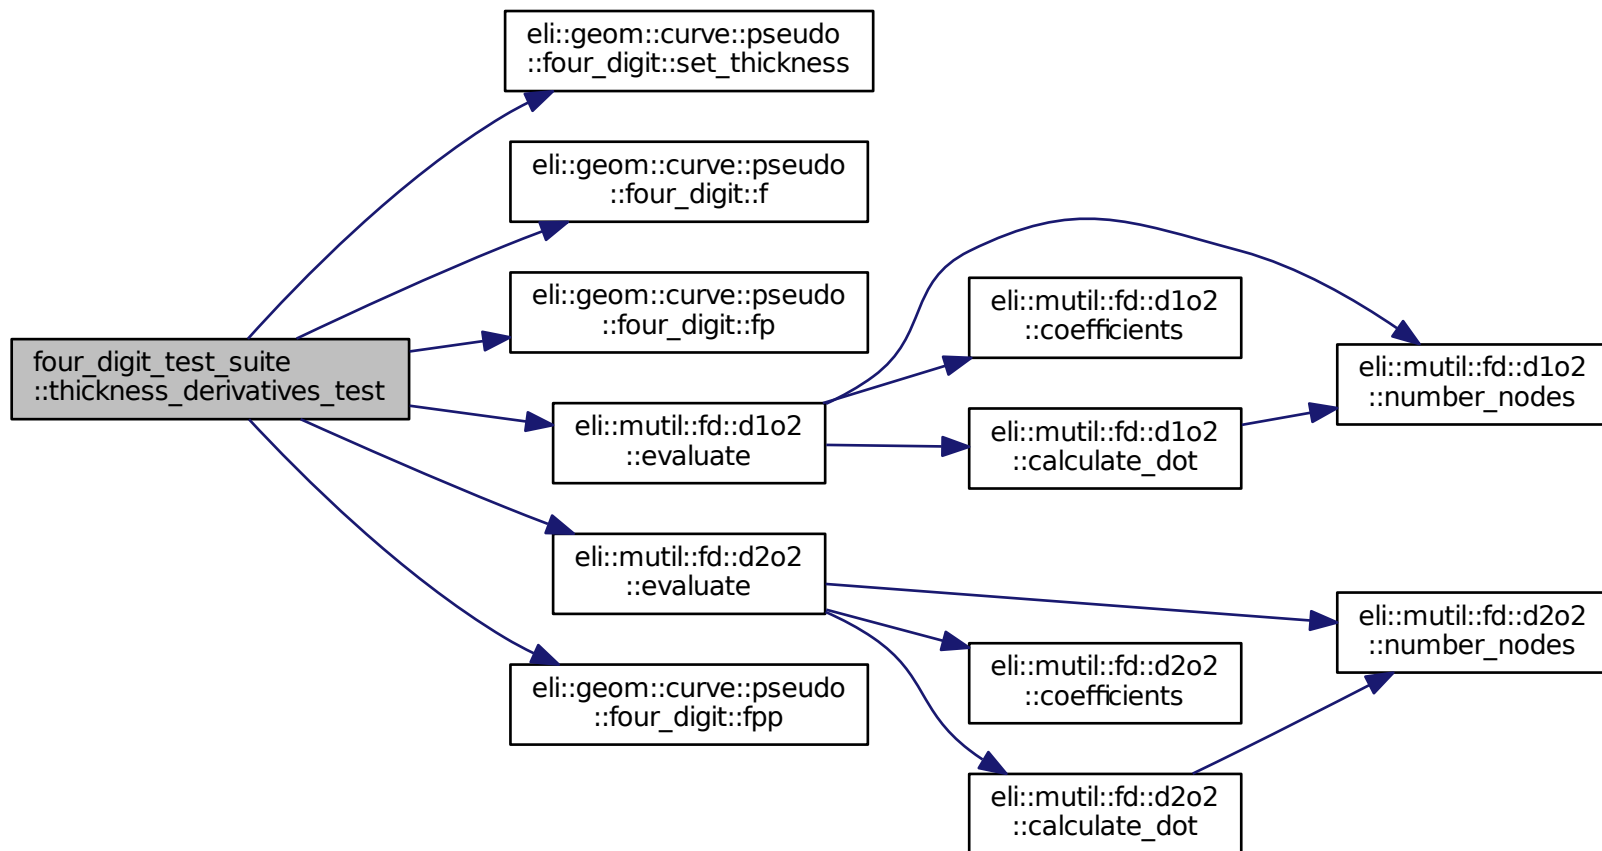 eli::geom::curve::pseudo
::four_digit::set_thickness
eli::geom::curve::pseudo
::four_digit::f
eli::geom::curve::pseudo
::four_digit::fp
four_digit_test_suite
::thickness_derivatives_test
eli::mutil::fd::d1o2
::evaluate
eli::mutil::fd::d1o2
::coefficients
eli::mutil::fd::d1o2
::calculate_dot
eli::mutil::fd::d1o2
::number_nodes
eli::mutil::fd::d2o2
::evaluate
eli::mutil::fd::d2o2
::number_nodes
eli::mutil::fd::d2o2
::coefficients
eli::geom::curve::pseudo
::four_digit::fpp
eli::mutil::fd::d2o2
::calculate_dot